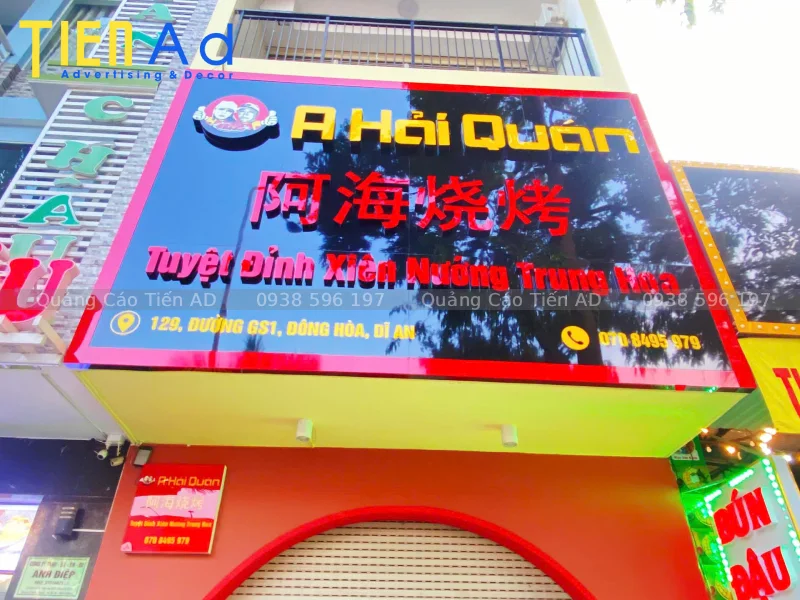 TIẾN Ad
Advertising & Decor
CHÂU
A Hải Quán
阿海烧烤
Tuyệt Đỉnh Xiên Nướng Trung Hoa
Quảng Cáo Tiến AD 0938 596 197 Quảng Cáo Tiến AD 0938 596 197
129, ĐƯỜNG GS1, ĐÔNG HÒA, DĨ AN
070 8495 979
A Hải Quán
阿海烧烤
Tuyệt Đỉnh Xiên Nướng Trung Hoa
070 8495 979
ANH ĐIỆP
BÚN
ĐẬU